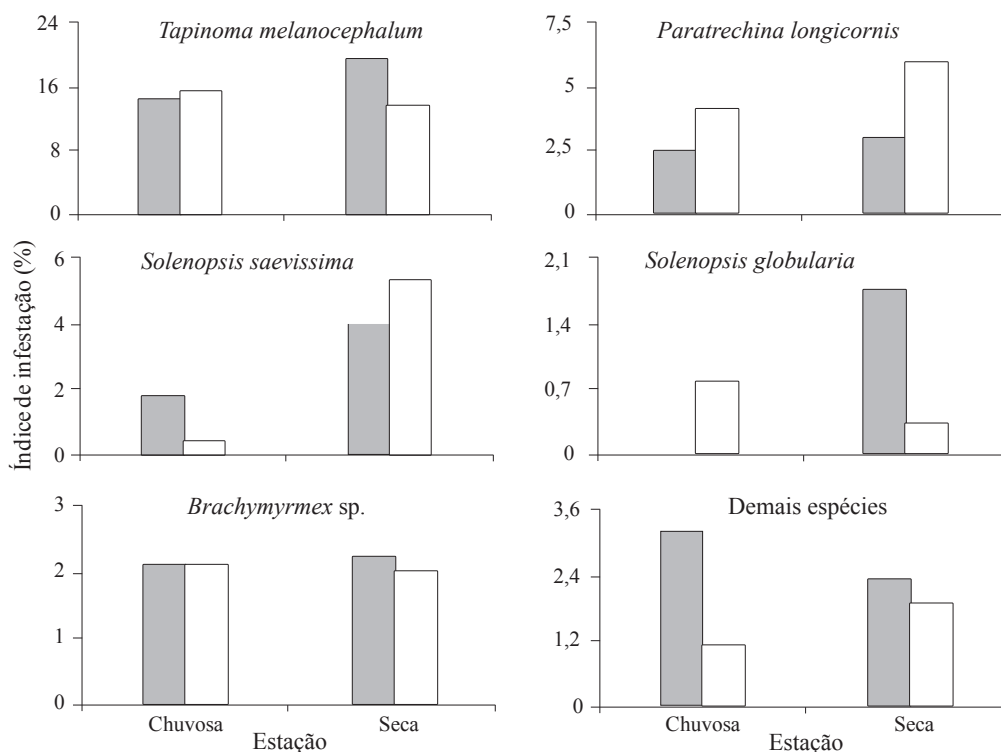 Índice de infestação (%)
Tapinoma melanocephalum
24
16
8
0
Paratrechina longicornis
7,5
5
2,5
0
Solenopsis saevissima
6
4
2
0
Solenopsis globularia
2,1
1,4
0,7
0
Brachymyrmex sp.
3
2
1
0
Chuvosa Seca
Estação
Demais espécies
3,6
2,4
1,2
0
Chuvosa Seca
Estação